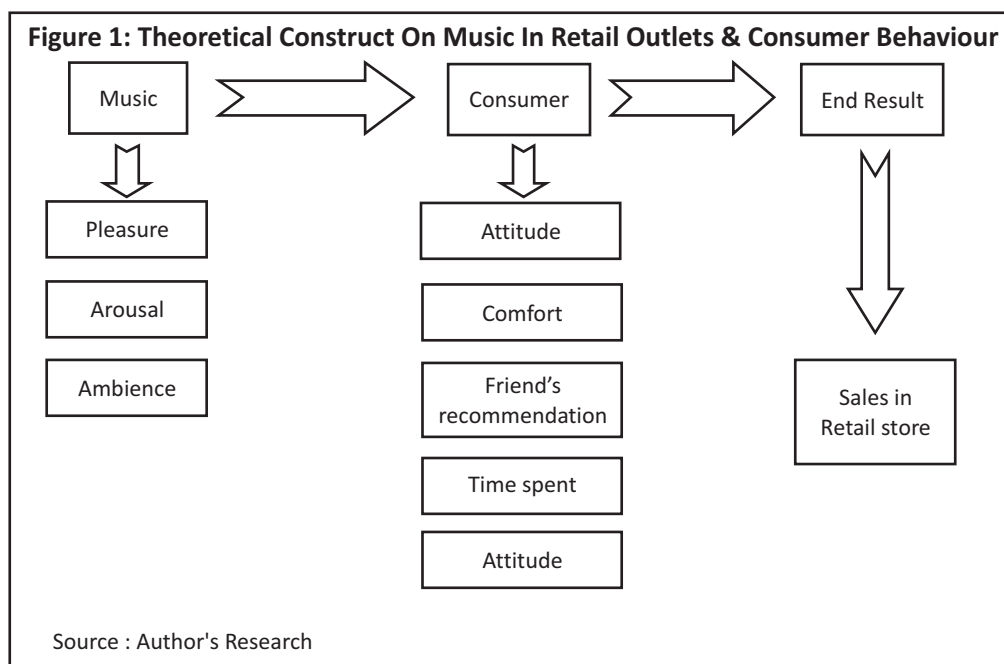 Figure 1: Theoretical Construct On Music In Retail Outlets & Consumer Behaviour
Music
Consumer
End Result
Pleasure
Arousal
Ambience
Attitude
Comfort
Friend’s
recommendation
Time spent
Attitude
Sales in
Retail store
Source : Author's Research